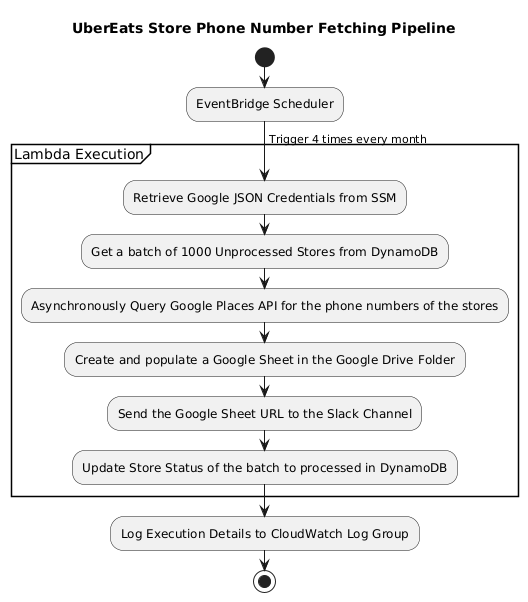 UberEats Store Phone Number Fetching Pipeline
EventBridge Scheduler
Trigger 4 times every month
Lambda Execution
Retrieve Google JSON Credentials from SSM
Get a batch of 1000 Unprocessed Stores from DynamoDB
Asynchronously Query Google Places API for the phone numbers of the stores
Create and populate a Google Sheet in the Google Drive Folder
Send the Google Sheet URL to the Slack Channel
Update Store Status of the batch to processed in DynamoDB
Log Execution Details to CloudWatch Log Group